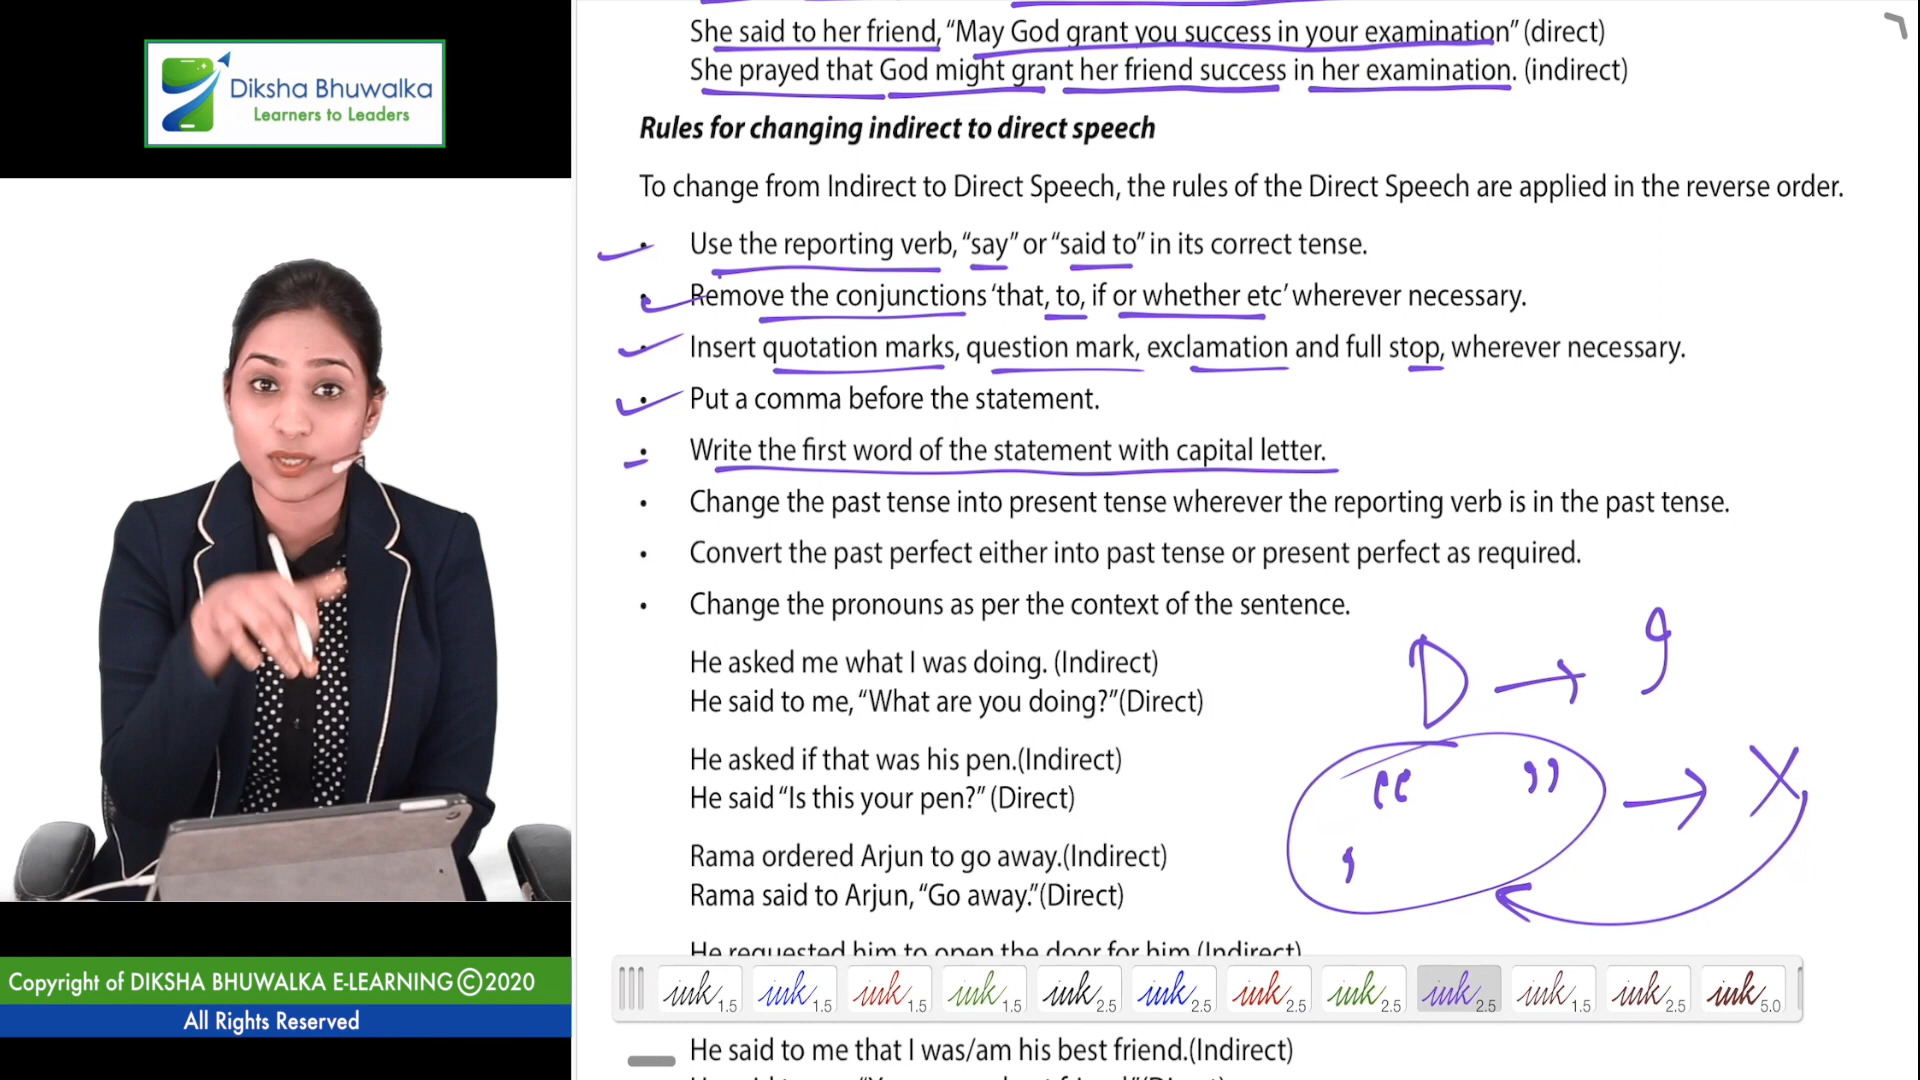 Diksha Bhuwalka
Learners to Leaders
She said to her friend, “May God grant you success in your examination” (direct)
She prayed that God might grant her friend success in her examination. (indirect)
Rules for changing indirect to direct speech
To change from Indirect to Direct Speech, the rules of the Direct Speech are applied in the reverse order.
• Use the reporting verb, “say” or “said to” in its correct tense.
• Remove the conjunctions ‘that, to, if or whether etc’ wherever necessary.
• Insert quotation marks, question mark, exclamation and full stop, wherever necessary.
• Put a comma before the statement.
• Write the first word of the statement with capital letter.
• Change the past tense into present tense wherever the reporting verb is in the past tense.
• Convert the past perfect either into past tense or present perfect as required.
• Change the pronouns as per the context of the sentence.
He asked me what I was doing. (Indirect)
He said to me, “What are you doing?”(Direct)
D → I
He asked if that was his pen.(Indirect)
He said “Is this your pen?” (Direct)
“ ” → X
,
Rama ordered Arjun to go away.(Indirect)
Rama said to Arjun, “Go away.”(Direct)
He requested him to open the door for him (Indirect)
ink 1.5 ink 1.5 ink 1.5 ink 1.5 ink 2.5 ink 2.5 ink 2.5 ink 2.5 ink 2.5 ink 1.5 ink 2.5 ink 5.0
He said to me that I was/am his best friend.(Indirect)
Copyright of DIKSHA BHUWALKA E-LEARNING©2020
All Rights Reserved